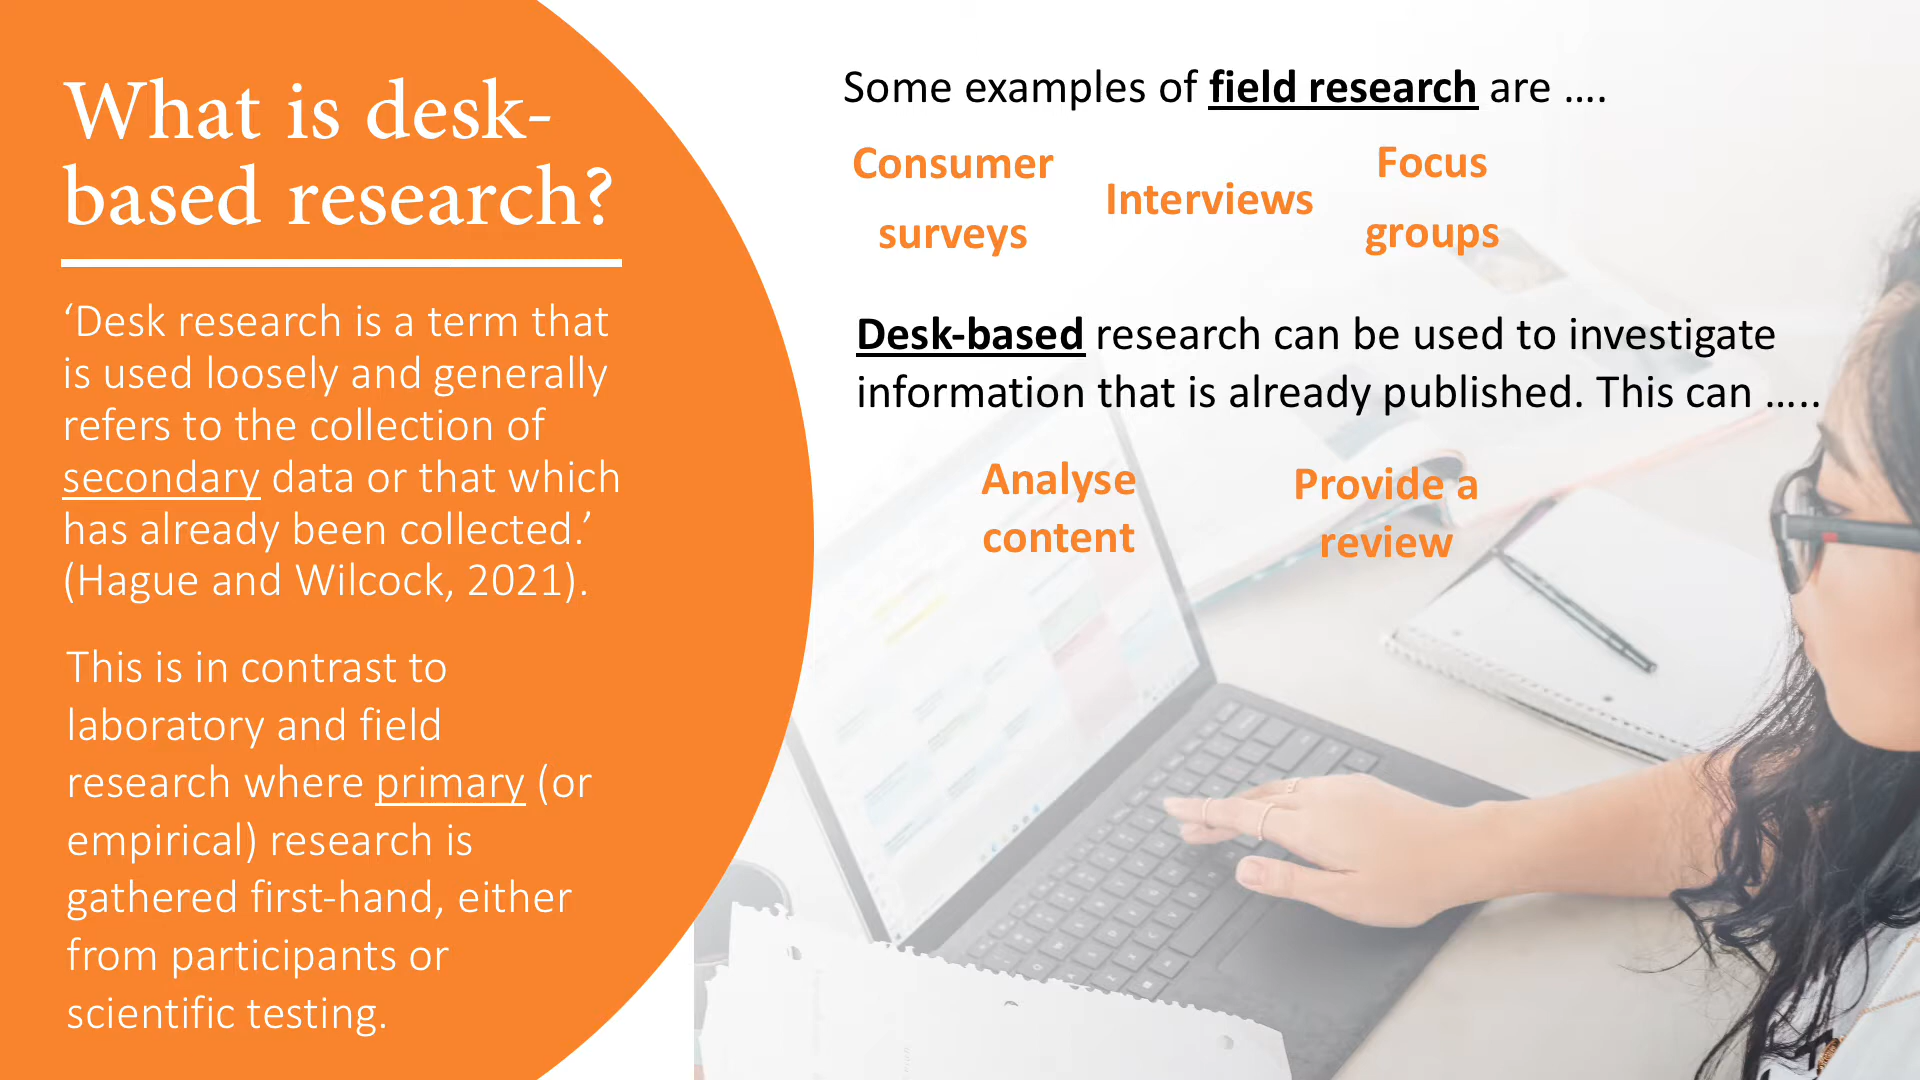 What is desk-
based research?
‘Desk research is a term that
is used loosely and generally
refers to the collection of
secondary data or that which
has already been collected.’
(Hague and Wilcock, 2021).
This is in contrast to
laboratory and field
research where primary (or
empirical) research is
gathered first-hand, either
from participants or
scientific testing.
Some examples of field research are ....
Consumer
surveys
Interviews
Focus
groups
Desk-based research can be used to investigate
information that is already published. This can .....
Analyse
content
Provide a
review